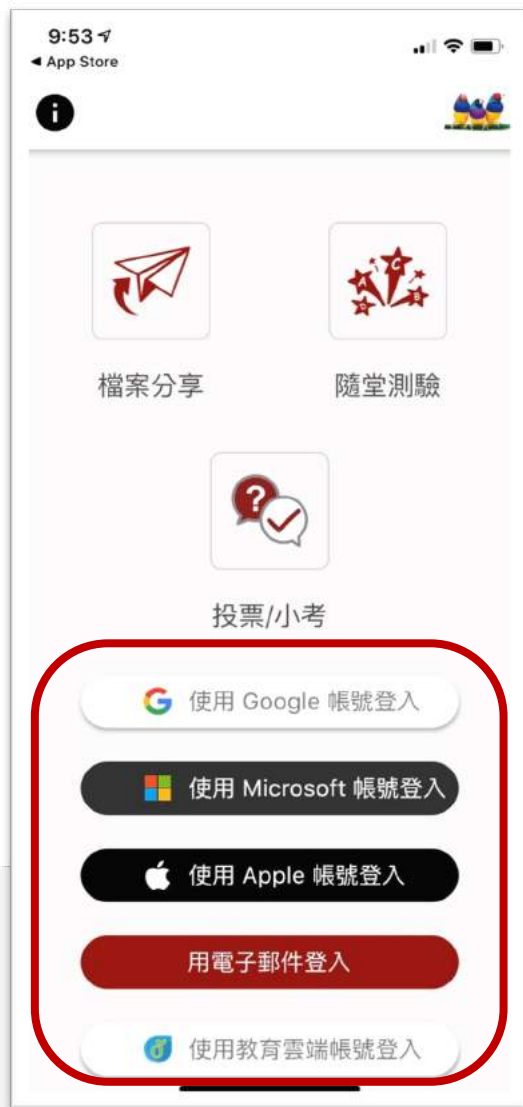 9:53
App Store
檔案分享
隨堂測驗
A C B D
?
投票/小考
使用 Google 帳號登入
使用 Microsoft 帳號登入
使用 Apple 帳號登入
用電子郵件登入
使用教育雲端帳號登入